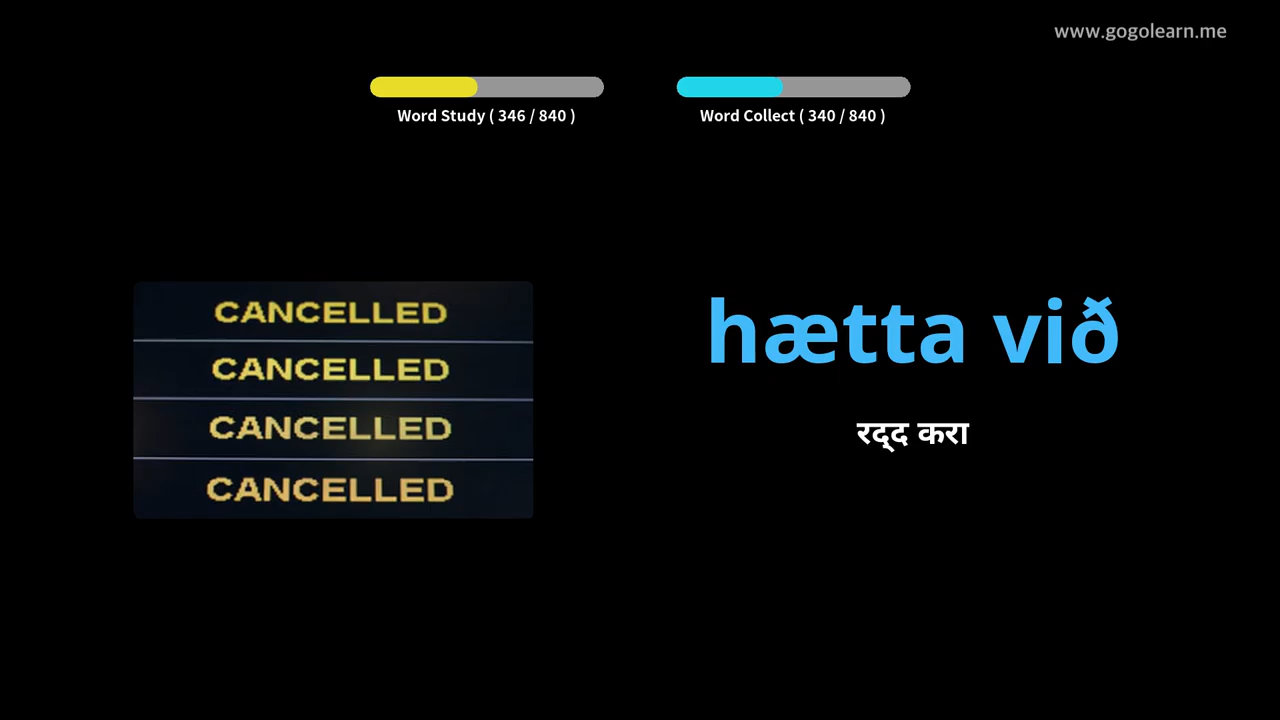 www.gogolearn.me
Word Study ( 346 / 840 )
Word Collect ( 340 / 840 )
CANCELLED
CANCELLED
CANCELLED
CANCELLED
hætta við
रद्‌द करा